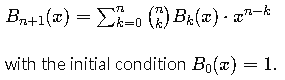 $B_{n+1}(x) = \sum_{k=0}^{n} \binom{n}{k} B_k(x) \cdot x^{n-k}$
with the initial condition $B_0(x) = 1$.